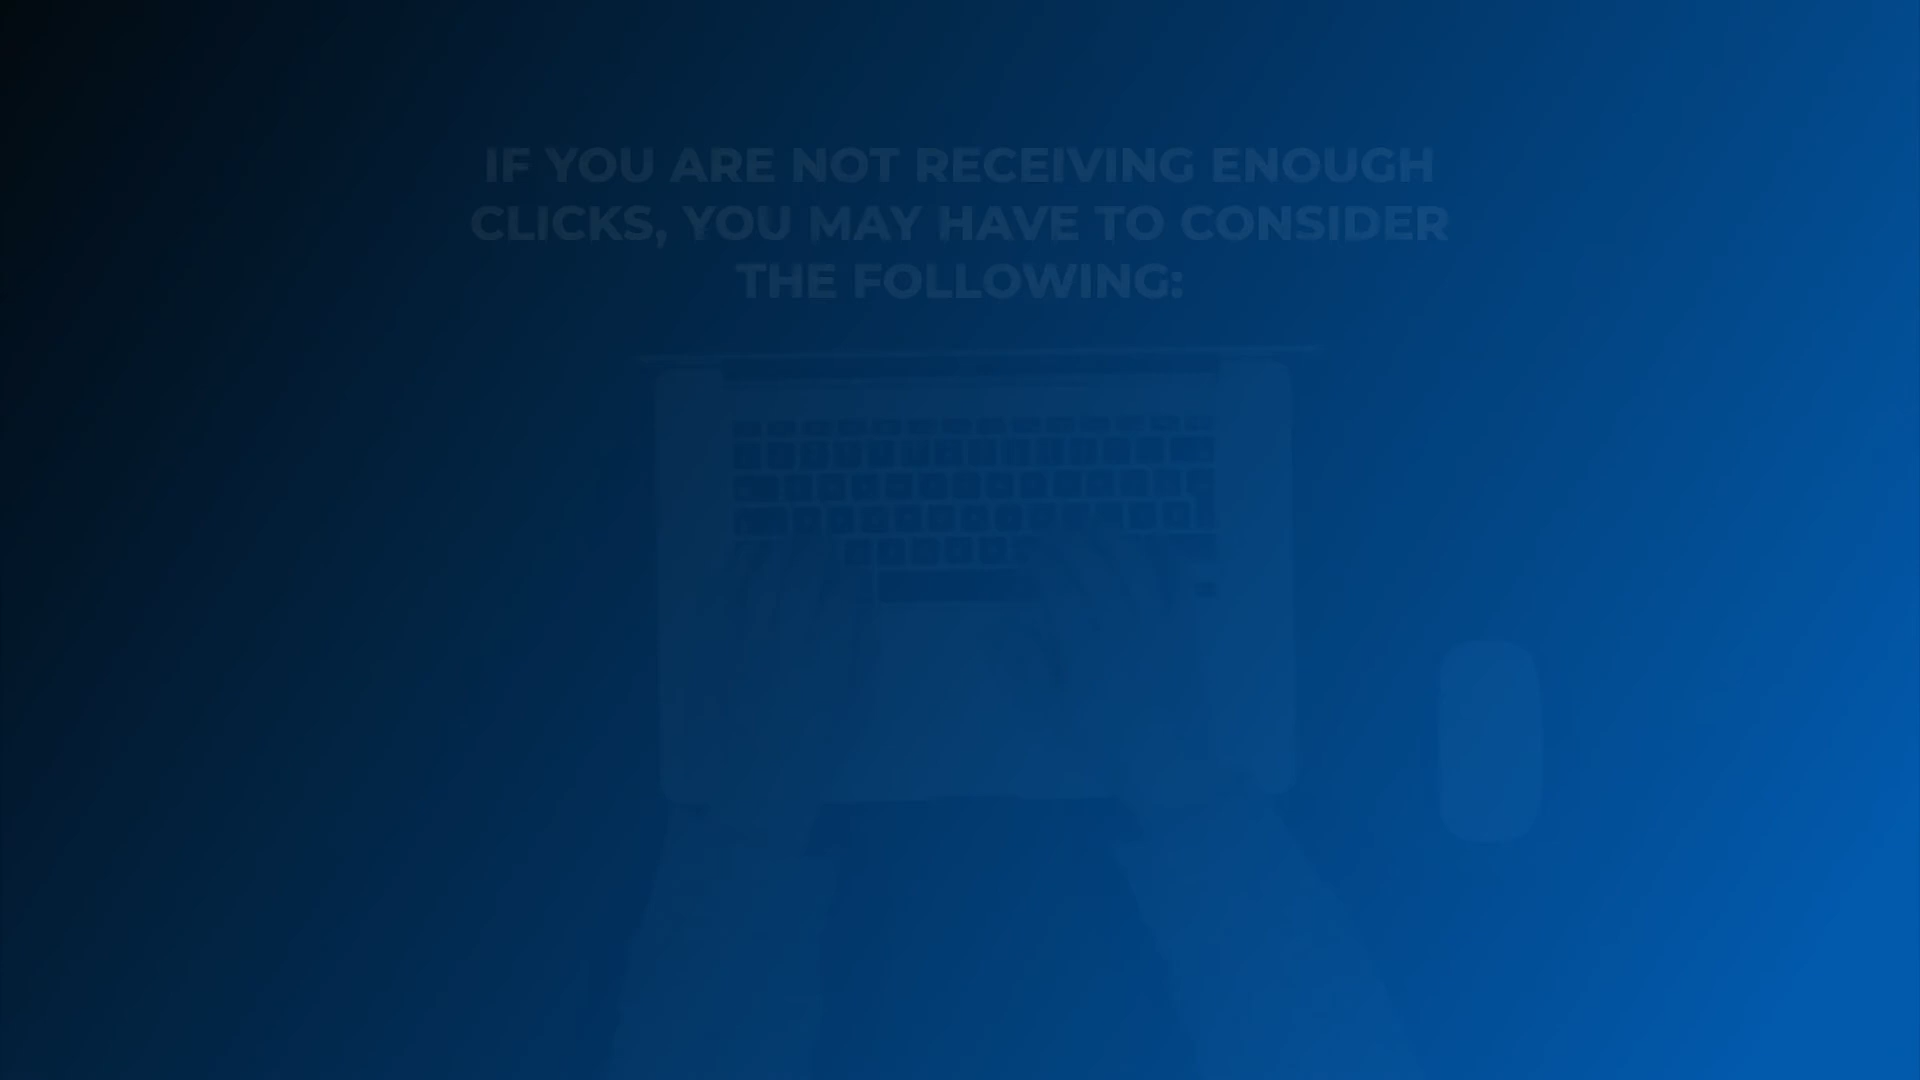 IF YOU ARE NOT RECEIVING ENOUGH
CLICKS, YOU MAY HAVE TO CONSIDER
THE FOLLOWING: